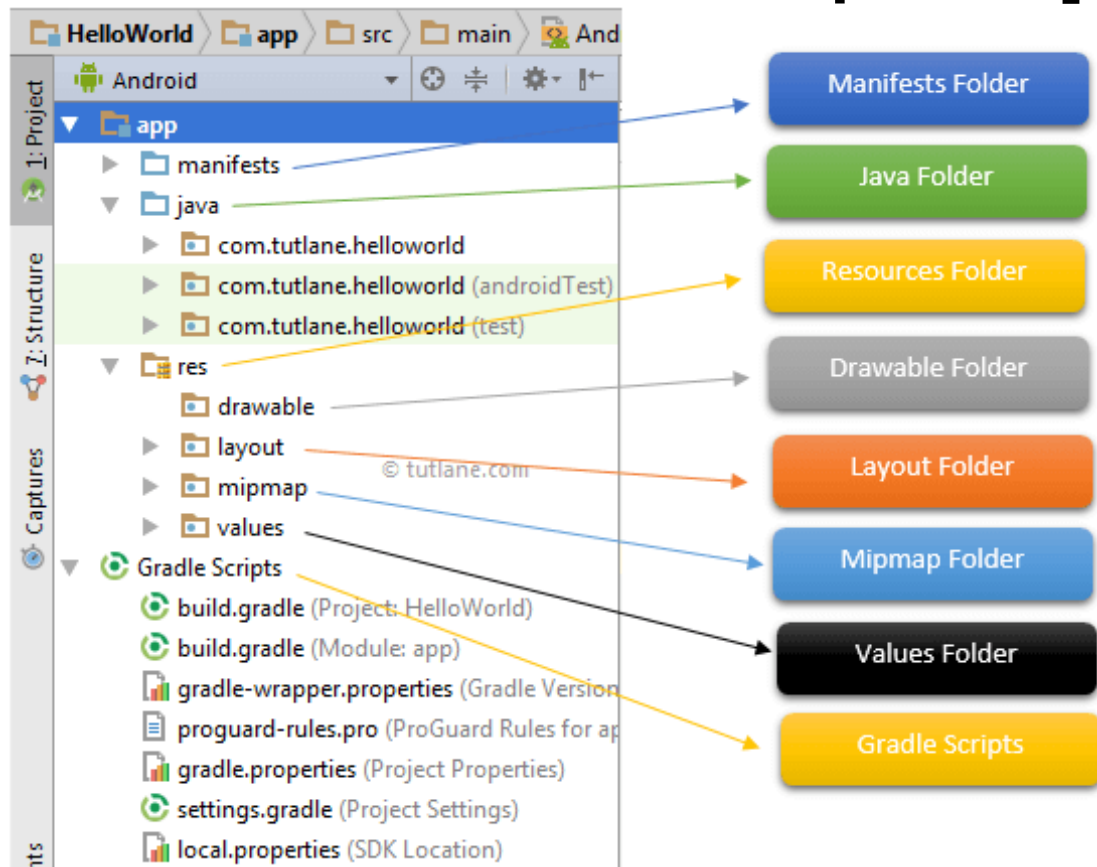 HelloWorld app src main And
Android
1: Project
7: Structure
Captures
app
manifests
java
com.tutlane.helloworld
com.tutlane.helloworld (androidTest)
com.tutlane.helloworld (test)
res
drawable
layout
© tutlane.com
mipmap
values
Gradle Scripts
build.gradle (Project: HelloWorld)
build.gradle (Module: app)
gradle-wrapper.properties (Gradle Version
proguard-rules.pro (ProGuard Rules for ap
gradle.properties (Project Properties)
settings.gradle (Project Settings)
local.properties (SDK Location)
nts
Manifests Folder
Java Folder
Resources Folder
Drawable Folder
Layout Folder
Mipmap Folder
Values Folder
Gradle Scripts